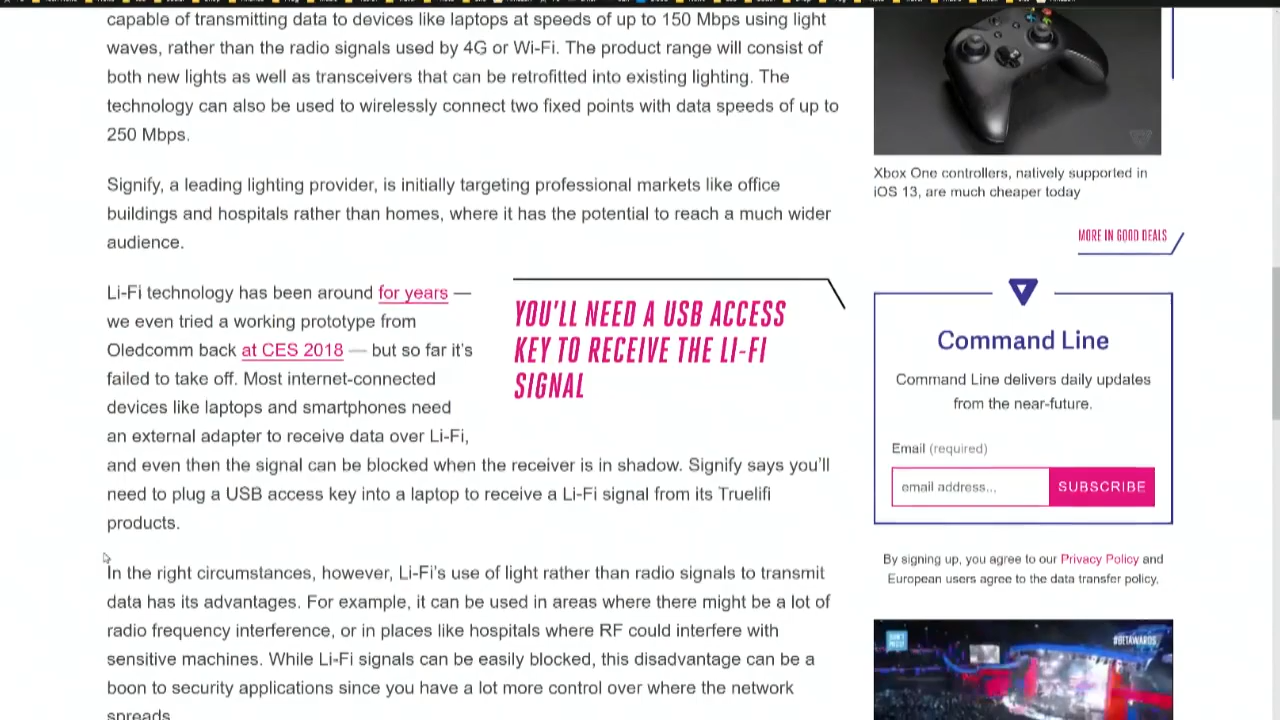 capable of transmitting data to devices like laptops at speeds of up to 150 Mbps using light
waves, rather than the radio signals used by 4G or Wi-Fi. The product range will consist of
both new lights as well as transceivers that can be retrofitted into existing lighting. The
technology can also be used to wirelessly connect two fixed points with data speeds of up to
250 Mbps.
Signify, a leading lighting provider, is initially targeting professional markets like office
buildings and hospitals rather than homes, where it has the potential to reach a much wider
audience.
Li-Fi technology has been around for years —
we even tried a working prototype from
Oledcomm back at CES 2018 — but so far it's
failed to take off. Most internet-connected
devices like laptops and smartphones need
an external adapter to receive data over Li-Fi,
and even then the signal can be blocked when the receiver is in shadow. Signify says you'll
need to plug a USB access key into a laptop to receive a Li-Fi signal from its Truelifi
products.
YOU'LL NEED A USB ACCESS
KEY TO RECEIVE THE LI-FI
SIGNAL
In the right circumstances, however, Li-Fi's use of light rather than radio signals to transmit
data has its advantages. For example, it can be used in areas where there might be a lot of
radio frequency interference, or in places like hospitals where RF could interfere with
sensitive machines. While Li-Fi signals can be easily blocked, this disadvantage can be a
boon to security applications since you have a lot more control over where the network
spreads
Xbox One controllers, natively supported in
iOS 13, are much cheaper today
MORE IN GOOD DEALS
Command Line
Command Line delivers daily updates
from the near-future.
Email (required)
email address...
SUBSCRIBE
By signing up, you agree to our Privacy Policy and
European users agree to the data transfer policy.
#BETAWARDS